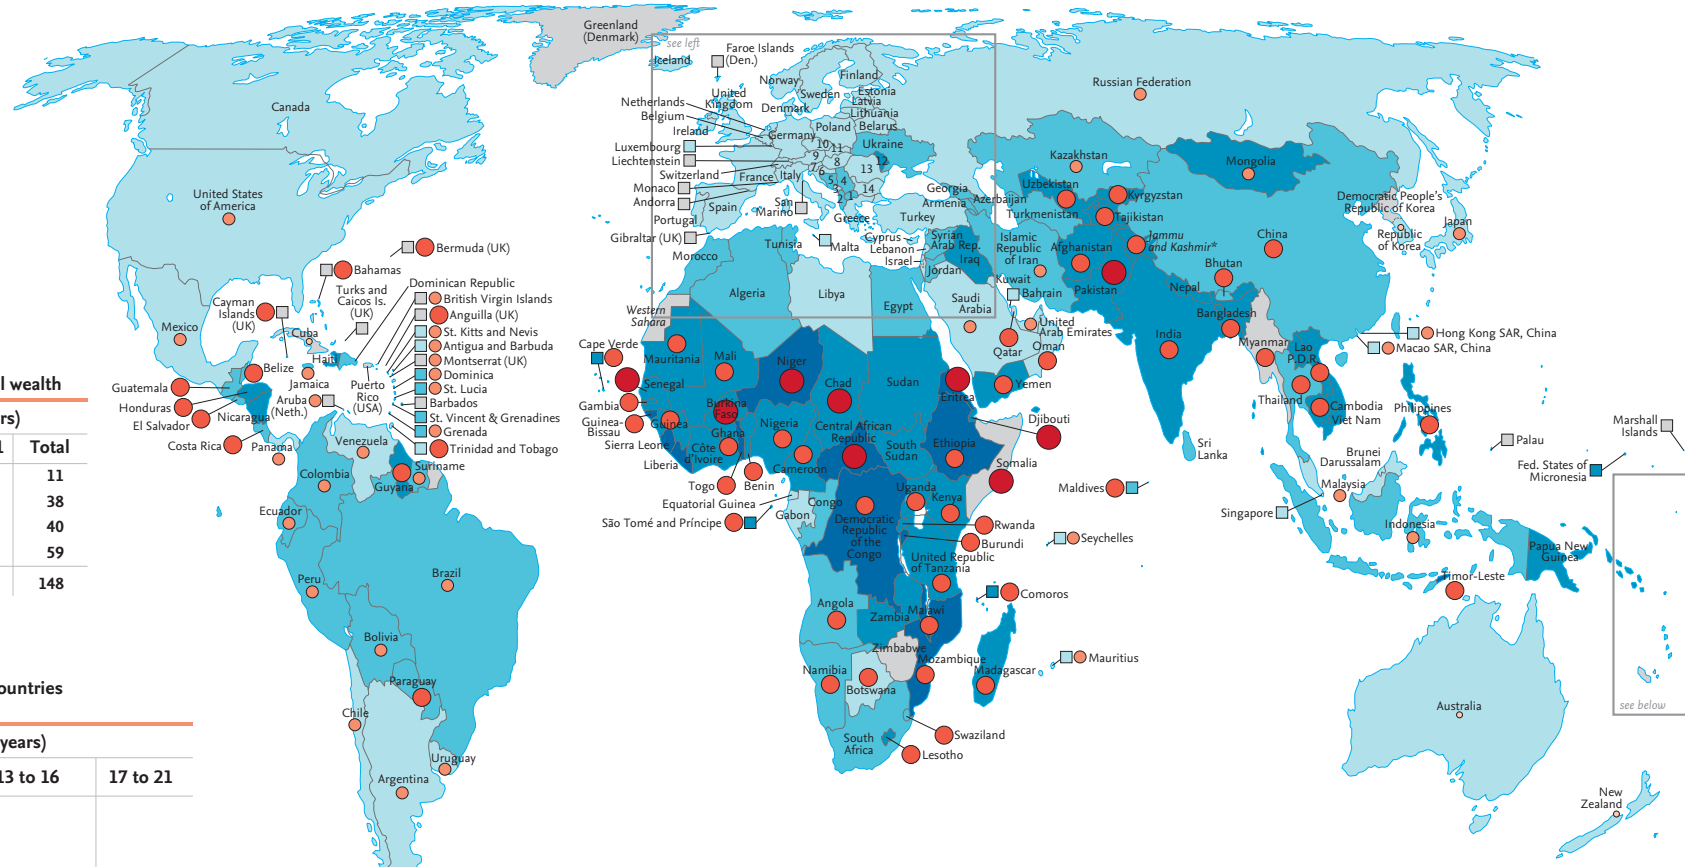 Greenland
(Denmark)
see left
Iceland
Faroe Islands
(Den.)
Norway
Finland
Sweden
Estonia
Latvia
Lithuania
Denmark
United
Kingdom
Netherlands
Belgium
Ireland
Luxembourg
Liechtenstein
Switzerland
Monaco
Andorra
Portugal
Gibraltar (UK)
Germany
Poland
Belarus
Ukraine
10
11
9
8
7
6
12
13
14
5
4
3
2
1
France
Italy
Spain
San
Marino
Greece
Malta
Tunisia
Morocco
Turkey
Cyprus
Lebanon
Israel
Georgia
Armenia
Azerbaijan
Syrian
Arab Rep.
Iraq
Jordan
Russian Federation
Canada
United States
of America
Kazakhstan
Mongolia
Uzbekistan
Kyrgyzstan
Turkmenistan
Tajikistan
Democratic People's
Republic of Korea
Republic
of Korea
Japan
China
Jammu
and Kashmir*
Islamic
Republic
of Iran
Afghanistan
Pakistan
Bhutan
Nepal
Bangladesh
India
Myanmar
Kuwait
Bahrain
Saudi
Arabia
United
Arab Emirates
Qatar
Oman
Yemen
Algeria
Libya
Egypt
Western
Sahara
Bermuda (UK)
Bahamas
Turks and
Caicos Is.
(UK)
Cayman
Islands
(UK)
Cuba
Mexico
Haiti
Dominican Republic
British Virgin Islands
Anguilla (UK)
St. Kitts and Nevis
Antigua and Barbuda
Montserrat (UK)
Dominica
St. Lucia
Barbados
St. Vincent & Grenadines
Grenada
Trinidad and Tobago
Puerto
Rico
(USA)
Belize
Jamaica
Aruba
(Neth.)
Guatemala
Honduras
El Salvador
Nicaragua
Costa Rica
Panama
Venezuela
Colombia
Guyana
Suriname
Ecuador
Peru
Brazil
Bolivia
Paraguay
Chile
Argentina
Uruguay
Cape Verde
Mauritania
Mali
Niger
Chad
Sudan
Eritrea
Djibouti
Senegal
Gambia
Guinea-
Bissau
Guinea
Sierra Leone
Liberia
Côte
d'Ivoire
Burkina
Faso
Ghana
Togo
Benin
Nigeria
Cameroon
Central African
Republic
South
Sudan
Ethiopia
Somalia
Equatorial Guinea
São Tomé and Príncipe
Gabon
Congo
Democratic
Republic
of the
Congo
Uganda
Kenya
Rwanda
Burundi
United Republic
of Tanzania
Seychelles
Comoros
Angola
Zambia
Malawi
Zimbabwe
Mozambique
Madagascar
Mauritius
Namibia
Botswana
South
Africa
Swaziland
Lesotho
Maldives
Sri
Lanka
Hong Kong SAR, China
Macao SAR, China
Lao
P.D.R.
Thailand
Cambodia
Viet Nam
Philippines
Brunei
Darussalam
Malaysia
Singapore
Indonesia
Palau
Marshall
Islands
Fed. States of
Micronesia
Papua New
Guinea
Timor-Leste
Australia
New
Zealand
see below
l wealth
rs)
1 Total
11
38
40
59
148
ountries
years)
13 to 16 17 to 21